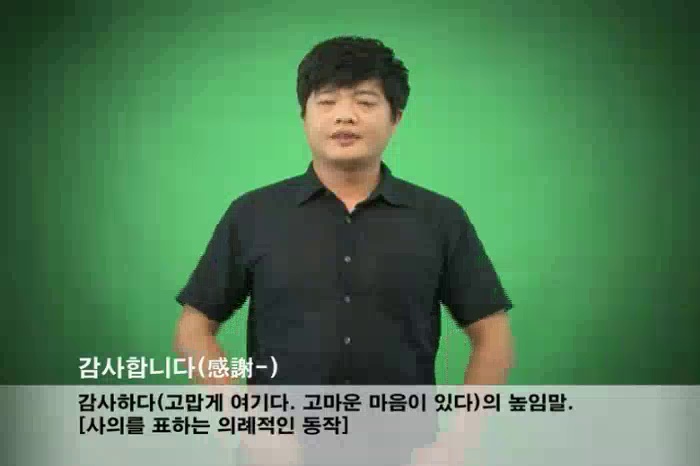 감사합니다(感謝-)
감사하다(고맙게 여기다. 고마운 마음이 있다)의 높임말.
[사의를 표하는 의례적인 동작]